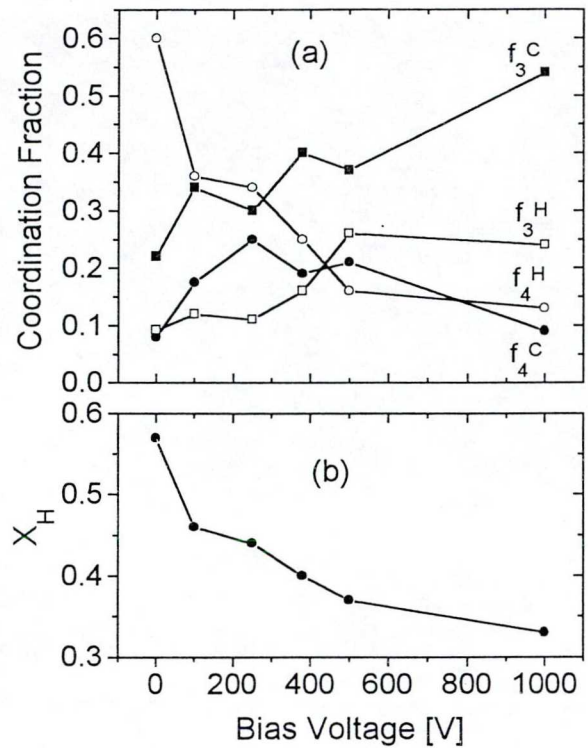 0.6
(a)
f₃ᶜ
0.5
0.4
0.3
f₃ᴴ
0.2
f₄ᴴ
0.1
f₄ᶜ
0.0
Coordination Fraction
0.6
(b)
0.5
0.4
0.3
X_H
0 200 400 600 800 1000
Bias Voltage [V]